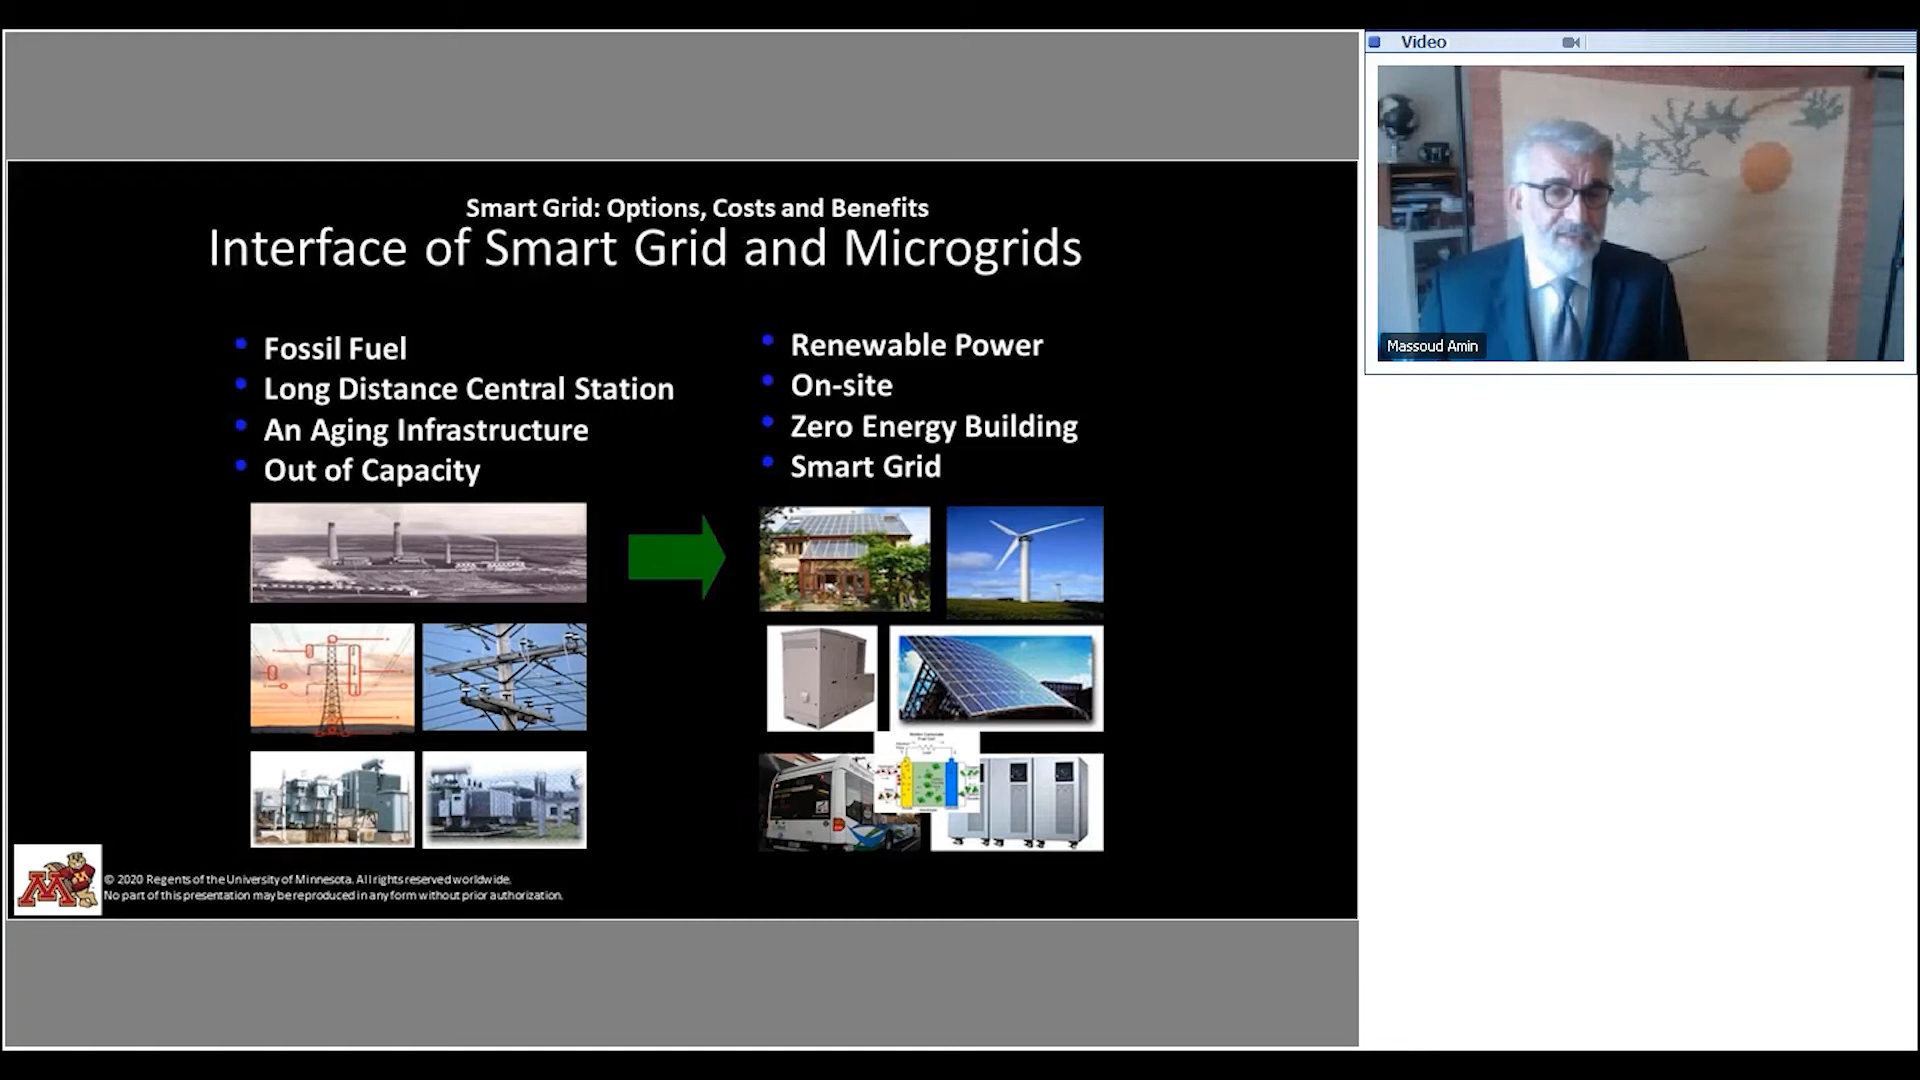 Video
Massoud Amin
Smart Grid: Options, Costs and Benefits
Interface of Smart Grid and Microgrids
• Fossil Fuel
• Long Distance Central Station
• An Aging Infrastructure
• Out of Capacity
• Renewable Power
• On-site
• Zero Energy Building
• Smart Grid
M
© 2020 Regents of the University of Minnesota. All rights reserved worldwide.
No part of this presentation may be reproduced in any form without prior authorization.